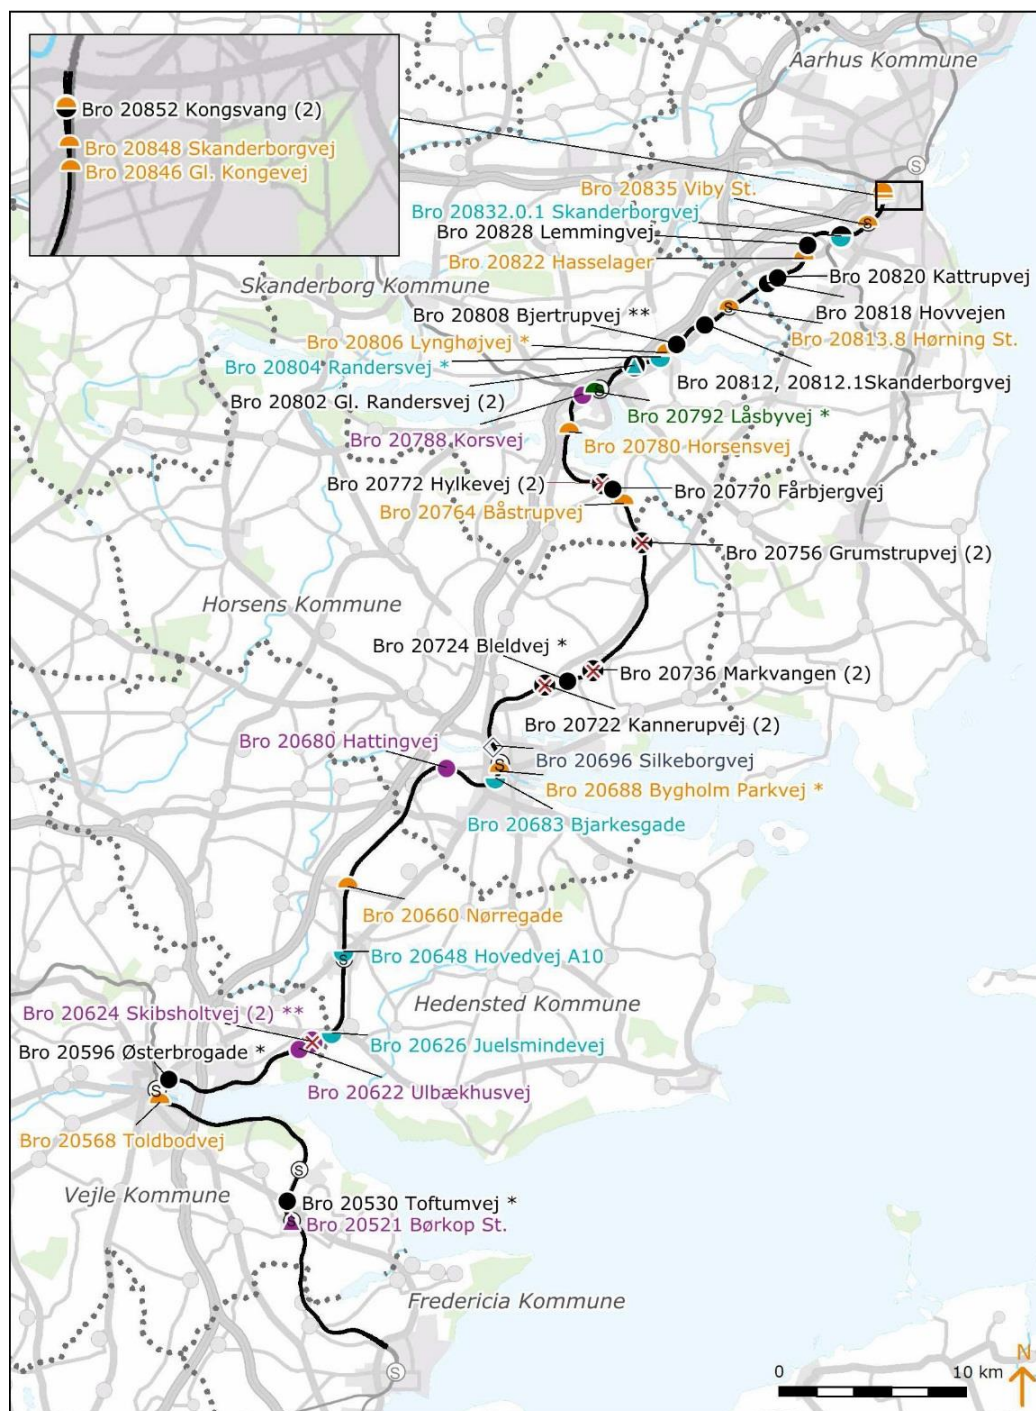 Aarhus Kommune
Bro 20852 Kongsvang (2)
Bro 20848 Skanderborgvej
Bro 20846 Gl. Kongevej
S
Bro 20835 Viby St.
Bro 20832.0.1 Skanderborgvej
S
Bro 20828 Lemmingvej
Bro 20822 Hasselager
Bro 20820 Kattrupvej
Skanderborg Kommune
Bro 20808 Bjertrupvej **
Bro 20818 Hovvejen
S
Bro 20806 Lynghøjvej *
Bro 20813.8 Hørning St.
Bro 20804 Randersvej *
Bro 20812, 20812.1Skanderborgvej
Bro 20802 Gl. Randersvej (2)
S
Bro 20792 Låsbyvej *
Bro 20788 Korsvej
Bro 20780 Horsensvej
Bro 20772 Hylkevej (2)
Bro 20770 Fårbjergvej
Bro 20764 Båstrupvej
Bro 20756 Grumstrupvej (2)
Horsens Kommune
Bro 20724 Bleldvej *
Bro 20736 Markvangen (2)
Bro 20722 Kannerupvej (2)
Bro 20680 Hattingvej
Bro 20696 Silkeborgvej
S
Bro 20688 Bygholm Parkvej *
Bro 20683 Bjarkesgade
Bro 20660 Nørregade
Bro 20648 Hovedvej A10
S
Hedensted Kommune
Bro 20624 Skibsholtvej (2) **
Bro 20626 Juelsmindevej
Bro 20596 Østerbrogade *
Bro 20622 Ulbækhusvej
S
Bro 20568 Toldbodvej
S
Vejle Kommune
Bro 20530 Toftumvej *
S
Bro 20521 Børkop St.
Fredericia Kommune
S
N
0 10 km